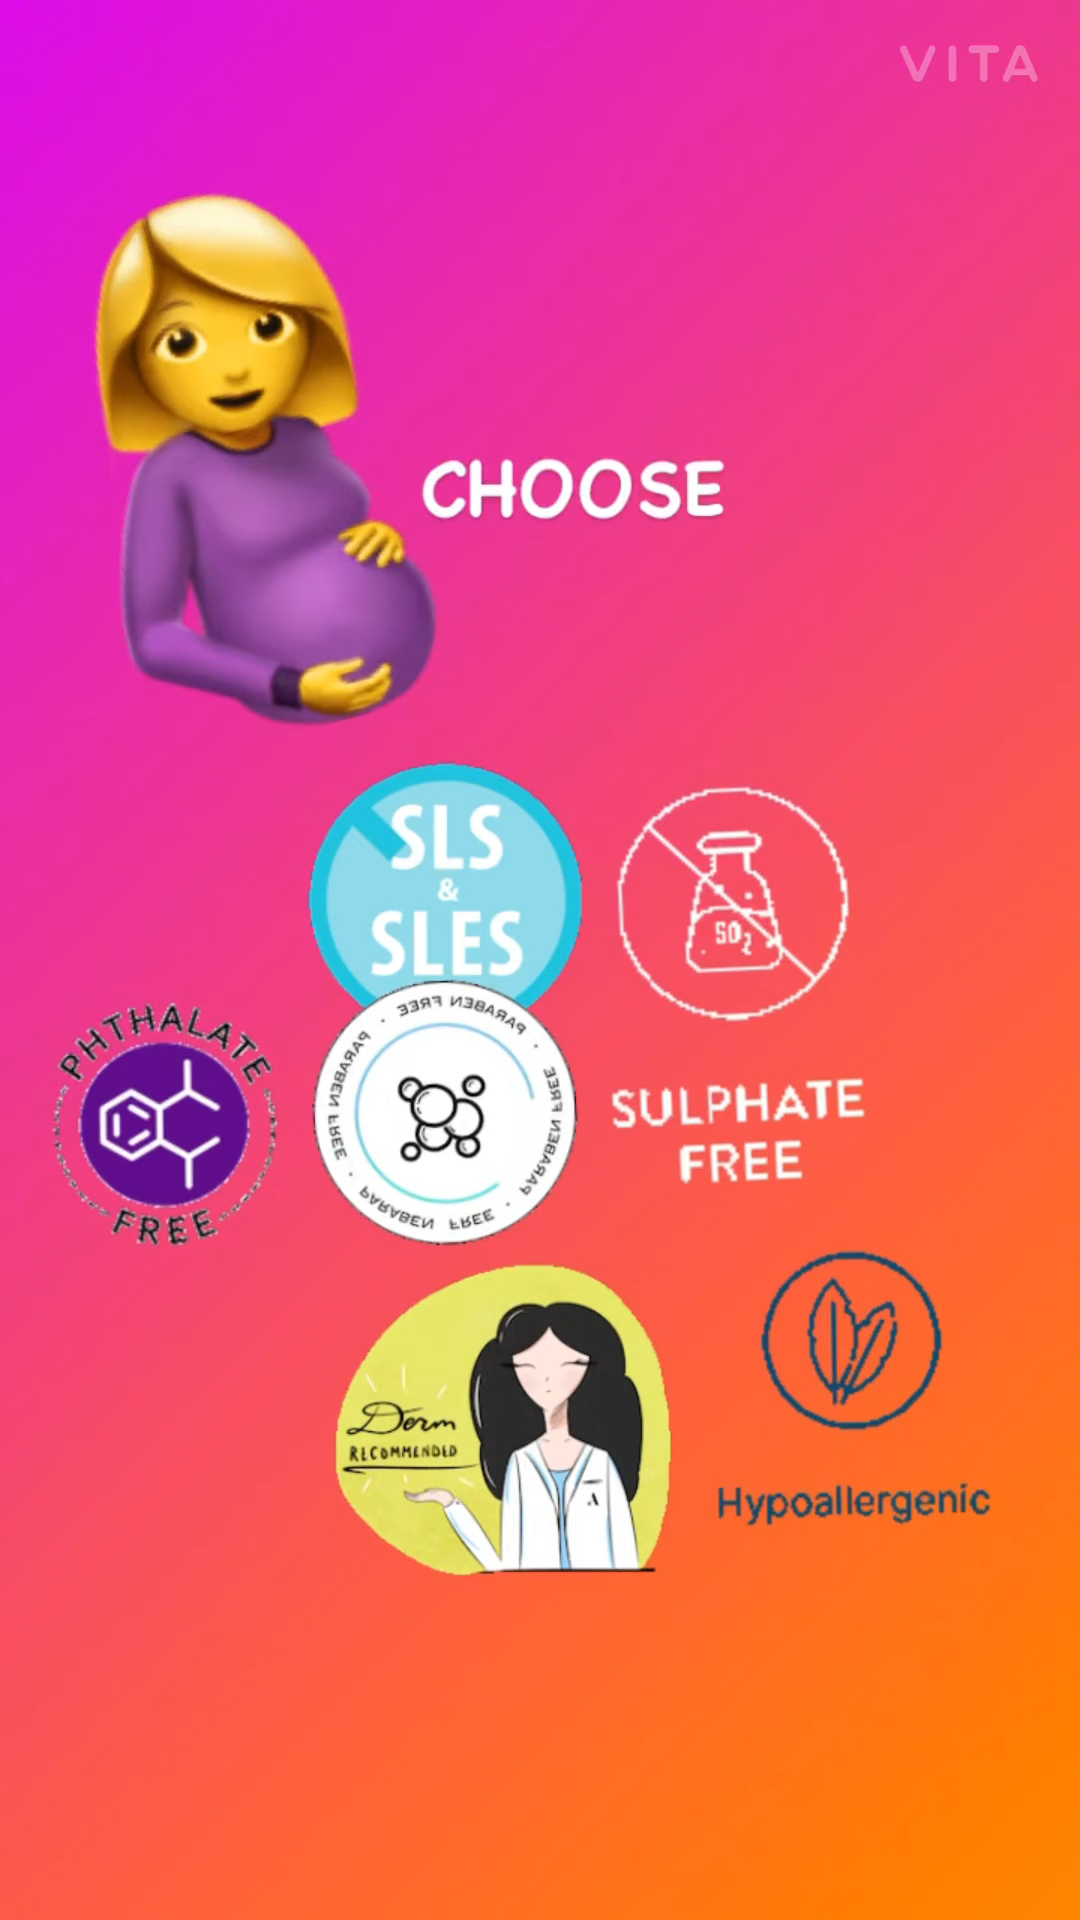 VITA
CHOOSE
SLS
&
SLES
SO2
PHTHALATE
FREE
PARABEN FREE · PARABEN FREE · PARABEN FREE · PARABEN FREE ·
SULPHATE
FREE
Derm
RECOMMENDED
A
Hypoallergenic